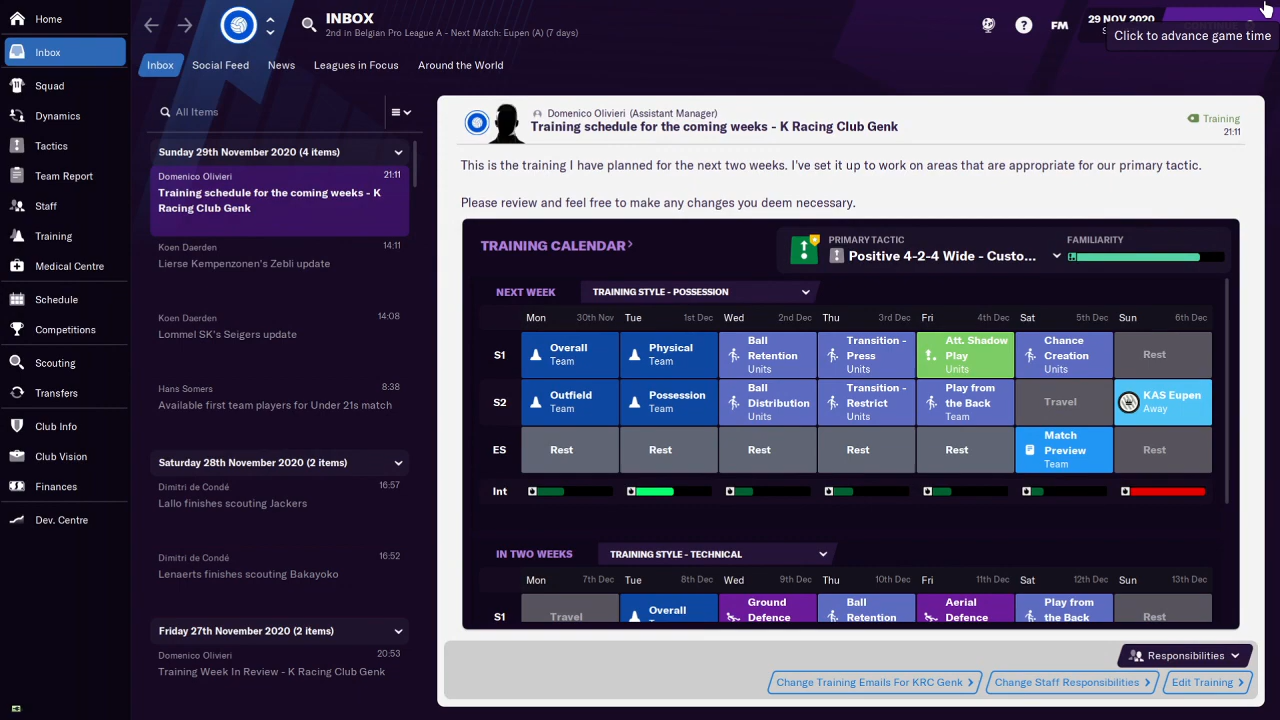 Home
Inbox
Squad
Dynamics
Tactics
Team Report
Staff
Training
Medical Centre
Schedule
Competitions
Scouting
Transfers
Club Info
Club Vision
Finances
Dev. Centre
INBOX
2nd in Belgian Pro League A - Next Match: Eupen (A) (7 days)
FM
29 NOV 2020
Click to advance game time
Inbox Social Feed News Leagues in Focus Around the World
All Items
Sunday 29th November 2020 (4 items)
Domenico Olivieri 21:11
Training schedule for the coming weeks - K
Racing Club Genk
Koen Daerden 14:11
Lierse Kempenzonen's Zebli update
Koen Daerden 14:08
Lommel SK's Seigers update
Hans Somers 8:38
Available first team players for Under 21s match
Saturday 28th November 2020 (2 items)
Dimitri de Condé 16:57
Lallo finishes scouting Jackers
Dimitri de Condé 16:52
Lenaerts finishes scouting Bakayoko
Friday 27th November 2020 (2 items)
Domenico Olivieri 20:53
Training Week In Review - K Racing Club Genk
Domenico Olivieri (Assistant Manager)
Training schedule for the coming weeks - K Racing Club Genk
Training
21:11
This is the training I have planned for the next two weeks. I've set it up to work on areas that are appropriate for our primary tactic.
Please review and feel free to make any changes you deem necessary.
TRAINING CALENDAR
PRIMARY TACTIC
Positive 4-2-4 Wide - Custo...
FAMILIARITY
NEXT WEEK TRAINING STYLE - POSSESSION
Mon 30th Nov Tue 1st Dec Wed 2nd Dec Thu 3rd Dec Fri 4th Dec Sat 5th Dec Sun 6th Dec
S1
Overall
Team
Physical
Team
Ball
Retention
Units
Transition -
Press
Units
Att. Shadow
Play
Units
Chance
Creation
Units
Rest
S2
Outfield
Team
Possession
Team
Ball
Distribution
Units
Transition -
Restrict
Units
Play from
the Back
Team
Travel
KAS Eupen
Away
ES
Rest
Rest
Rest
Rest
Rest
Match
Preview
Team
Rest
Int
IN TWO WEEKS TRAINING STYLE - TECHNICAL
Mon 7th Dec Tue 8th Dec Wed 9th Dec Thu 10th Dec Fri 11th Dec Sat 12th Dec Sun 13th Dec
S1
Travel
Overall
Ground
Defence
Ball
Retention
Aerial
Defence
Play from
the Back
Rest
Responsibilities
Change Training Emails For KRC Genk
Change Staff Responsibilities
Edit Training